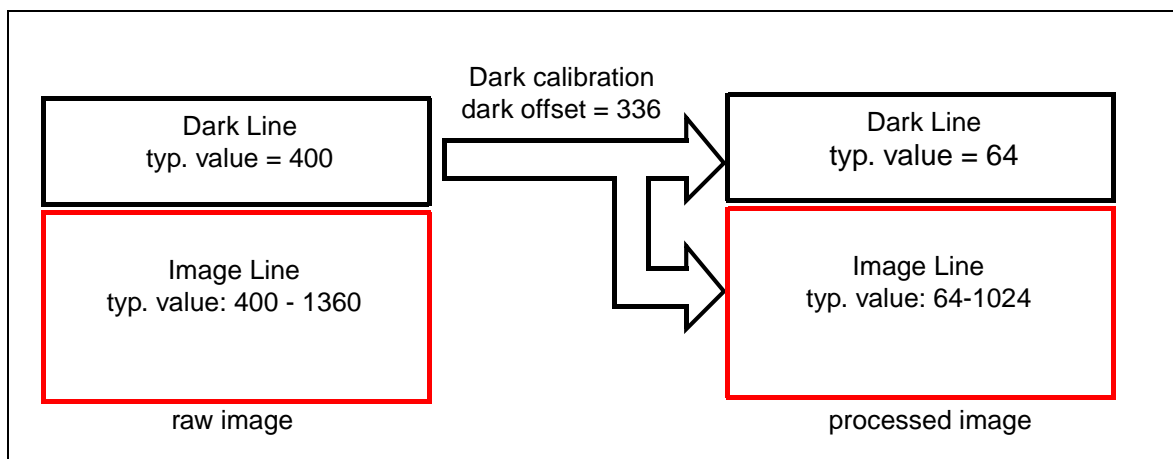 Dark calibration
dark offset = 336
Dark Line
typ. value = 400
Dark Line
typ. value = 64
Image Line
typ. value: 400 - 1360
Image Line
typ. value: 64-1024
raw image
processed image